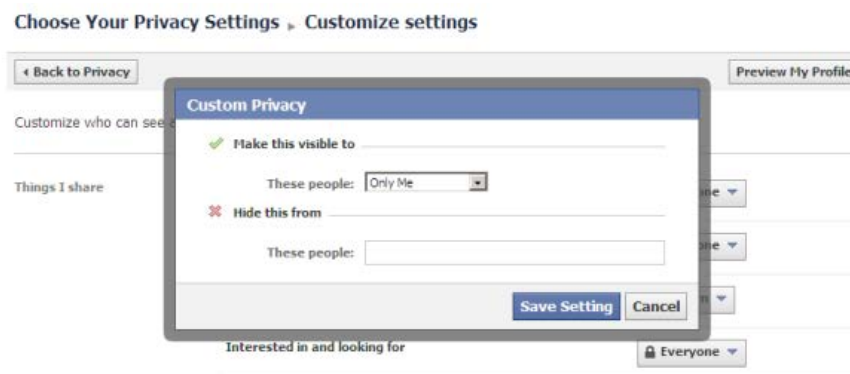 Choose Your Privacy Settings ▸ Customize settings
Back to Privacy
Preview My Profile
Custom Privacy
Customize who can see
Make this visible to
Things I share
These people: Only Me
Hide this from
These people:
Save Setting Cancel
Interested in and looking for
Everyone